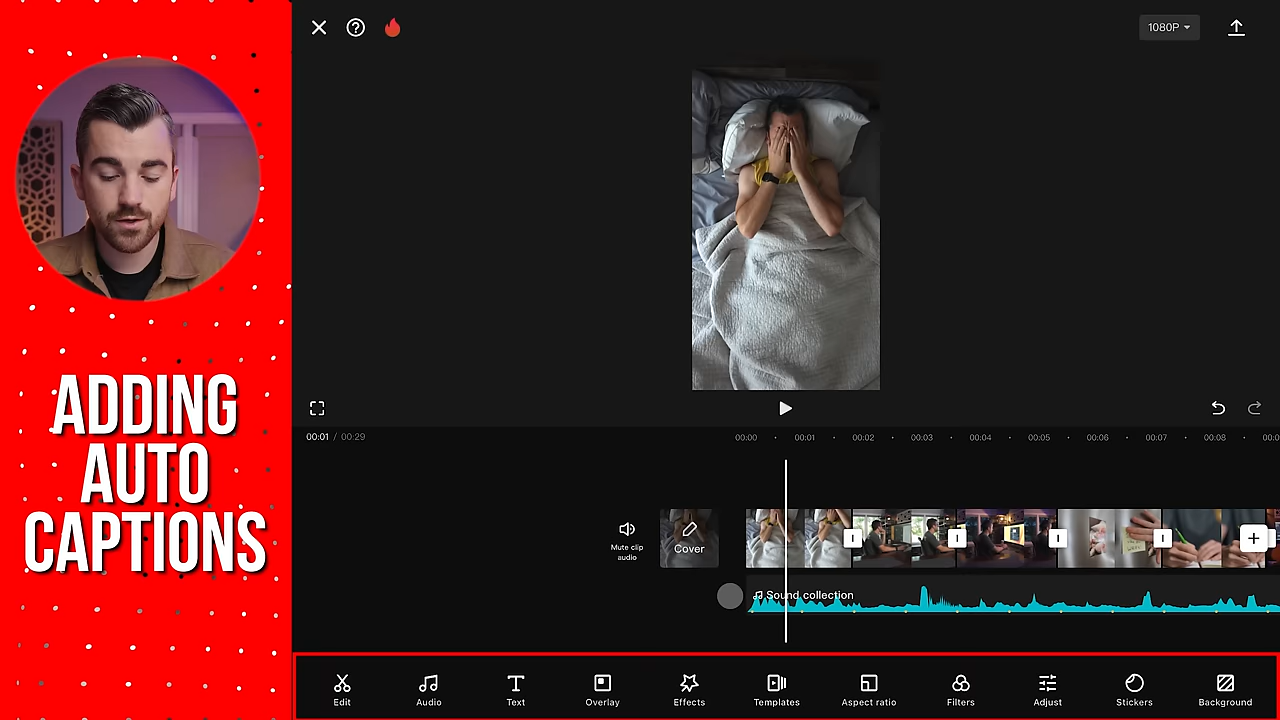 1080P
ADDING
AUTO
CAPTIONS
00:01 / 00:29
00:00 00:01 00:02 00:03 00:04 00:05 00:06 00:07 00:08
Mute clip
audio
Cover
Sound collection
Edit Audio Text Overlay Effects Templates Aspect ratio Filters Adjust Stickers Background